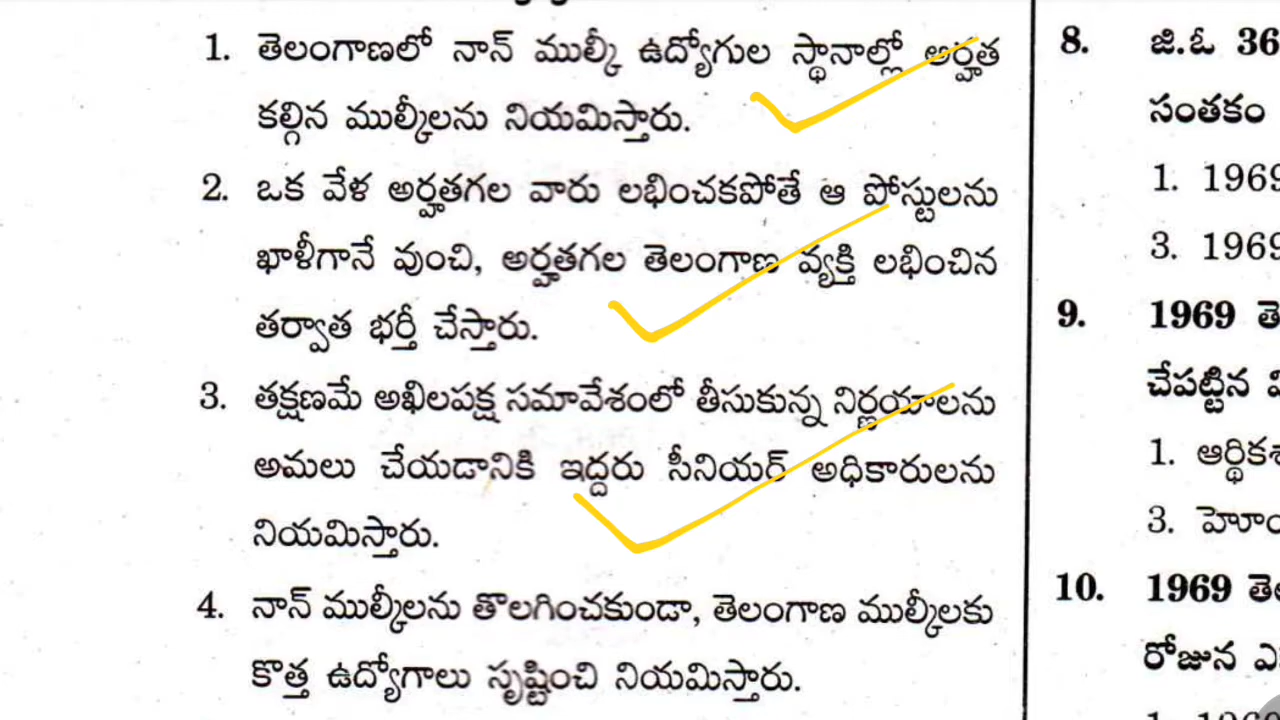 1. తెలంగాణలో నాన్ ముల్కీ ఉద్యోగుల స్థానాల్లో అర్హత
కల్గిన ముల్కీలను నియమిస్తారు.
2. ఒక వేళ అర్హతగల వారు లభించకపోతే ఆ పోస్టులను
ఖాళీగానే వుంచి, అర్హతగల తెలంగాణ వ్యక్తి లభించిన
తర్వాత భర్తీ చేస్తారు.
3. తక్షణమే అఖిలపక్ష సమావేశంలో తీసుకున్న నిర్ణయాలను
అమలు చేయడానికి ఇద్దరు సీనియర్ అధికారులను
నియమిస్తారు.
4. నాన్ ముల్కీలను తొలగించకుండా, తెలంగాణ ముల్కీలకు
కొత్త ఉద్యోగాలు సృష్టించి నియమిస్తారు.
8. జి.ఓ 36
సంతకం
1. 1969
3. 1969
9. 1969
చేపట్టిన
1.
3.
10. 1969
రోజున